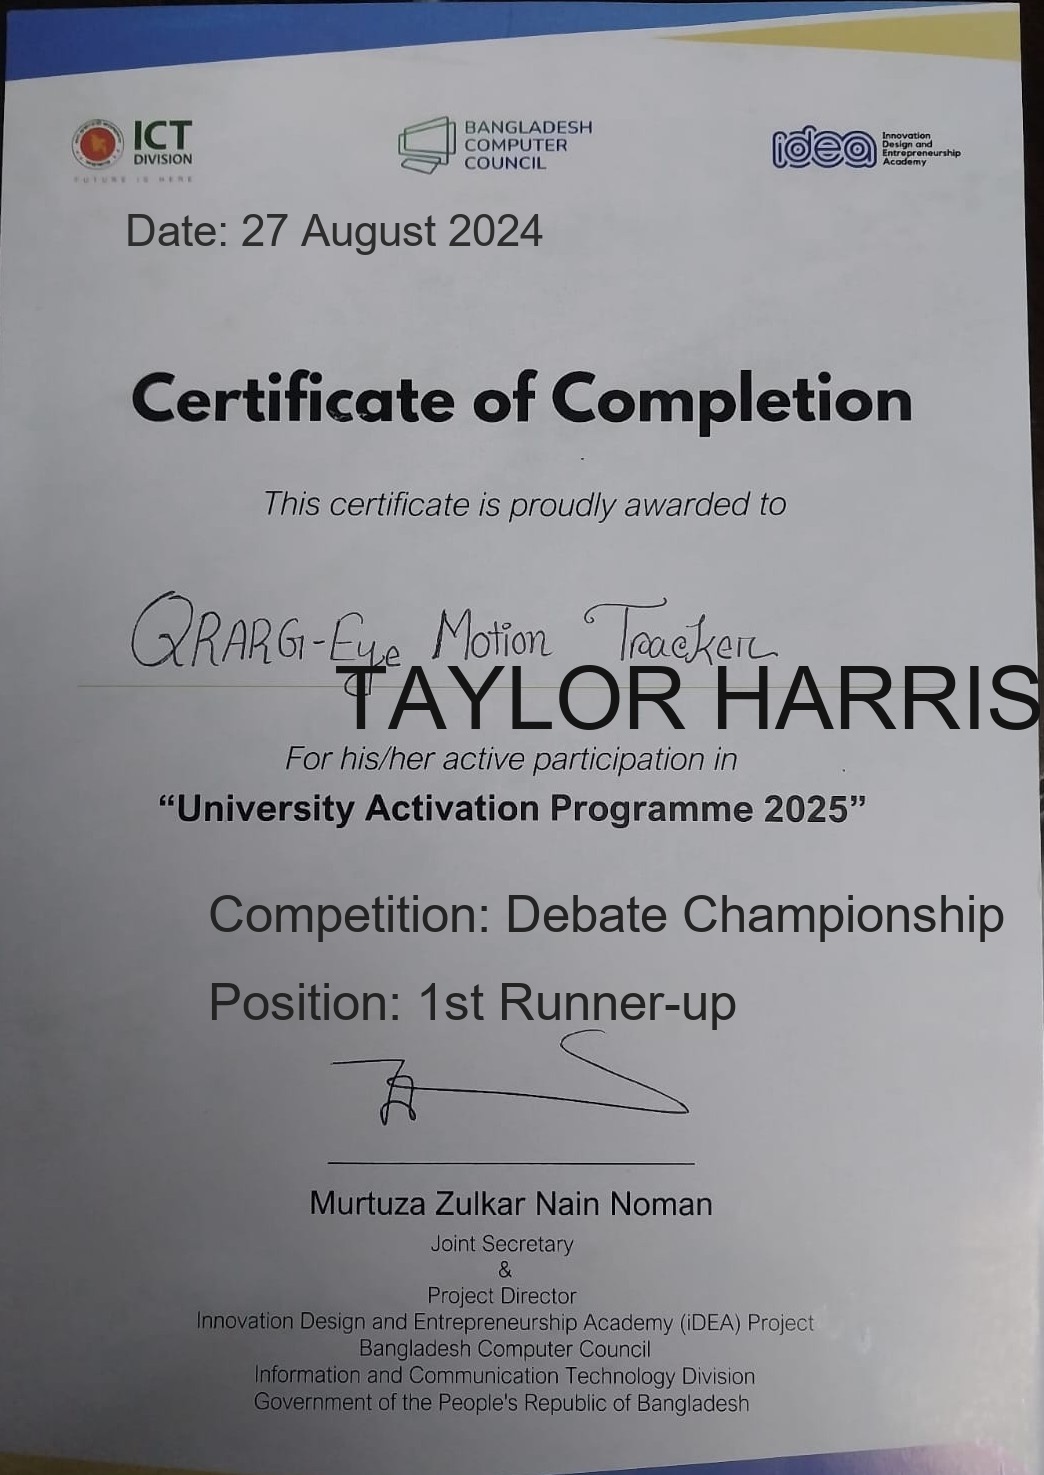 ICT
DIVISION
FUTURE IS HERE
BANGLADESH
COMPUTER
COUNCIL
idea
Innovation
Design and
Entrepreneurship
Academy
Date: 27 August 2024
Certificate of Completion
This certificate is proudly awarded to
QRARG-Eye Motion Tracker
TAYLOR HARRIS
For his/her active participation in
“University Activation Programme 2025”
Competition: Debate Championship
Position: 1st Runner-up
Murtuza Zulkar Nain Noman
Joint Secretary
&
Project Director
Innovation Design and Entrepreneurship Academy (iDEA) Project
Bangladesh Computer Council
Information and Communication Technology Division
Government of the People's Republic of Bangladesh